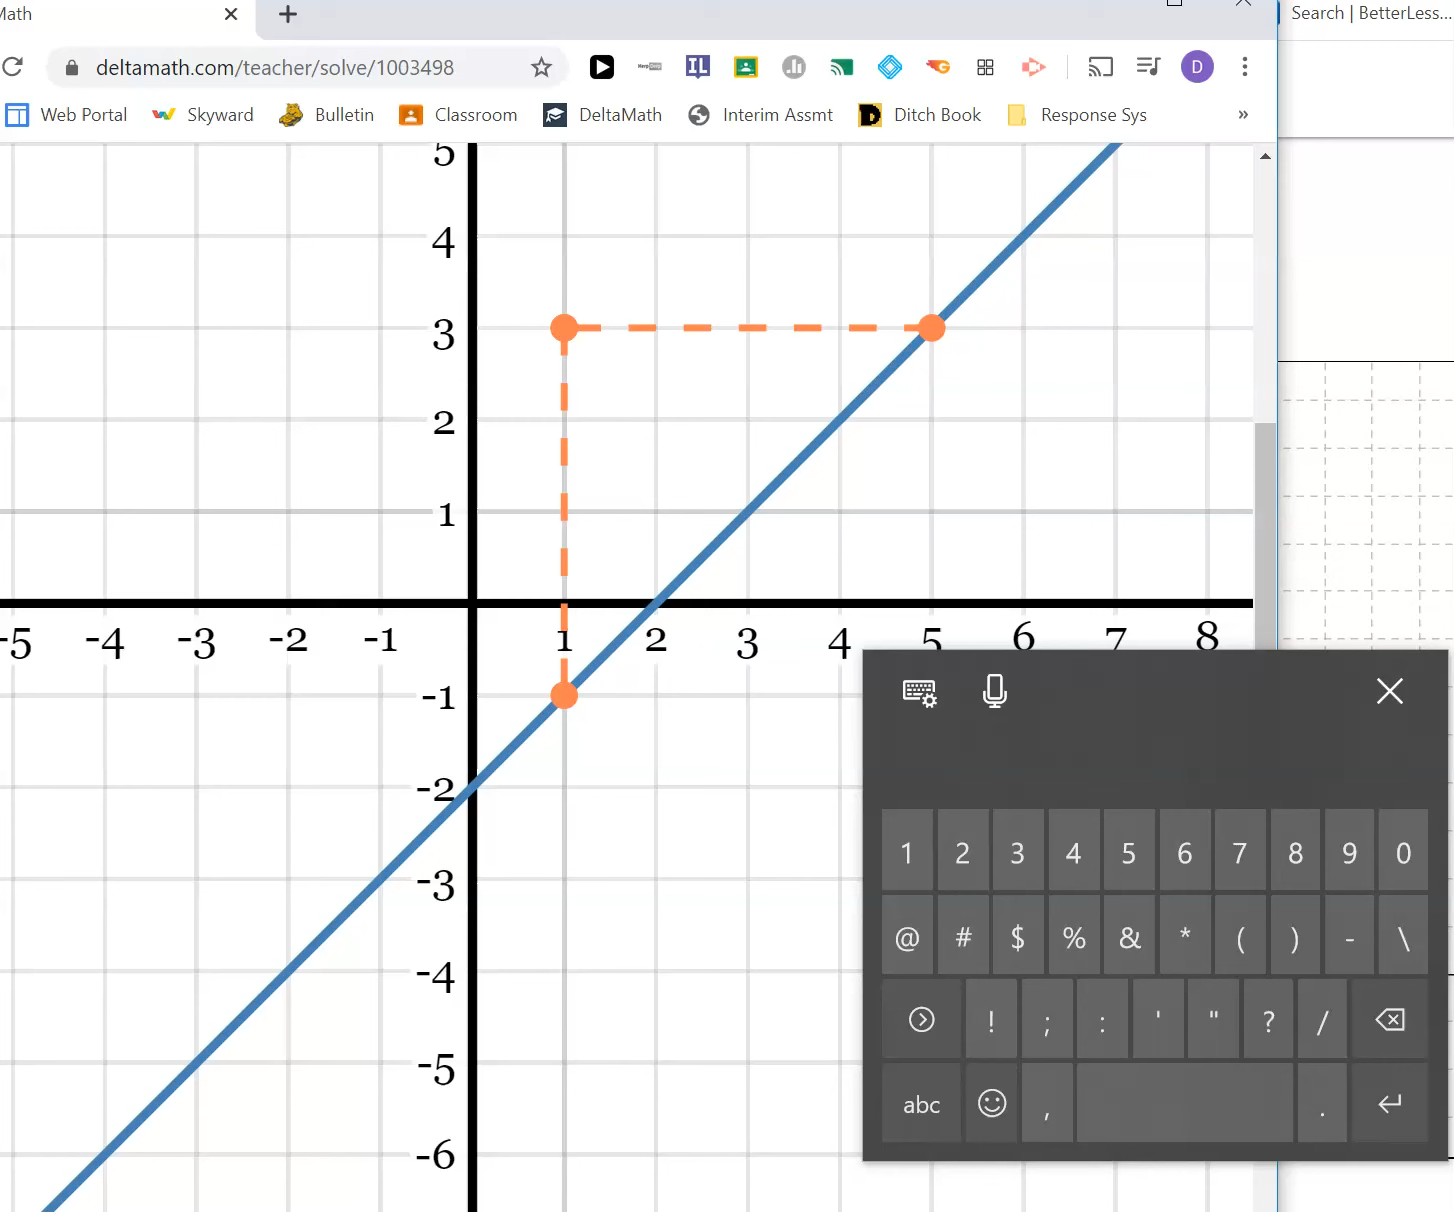 Math
Search | BetterLess...
deltamath.com/teacher/solve/1003498
IL
D
Web Portal Skyward Bulletin Classroom DeltaMath Interim Assmt Ditch Book Response Sys »
5
4
3
2
1
-5 -4 -3 -2 -1 1 2 3 4 5 6 7 8
-1
-2
-3
-4
-5
-6
1 2 3 4 5 6 7 8 9 0
@ # $ % & * ( ) - \
! ; : ' " ? /
abc , .